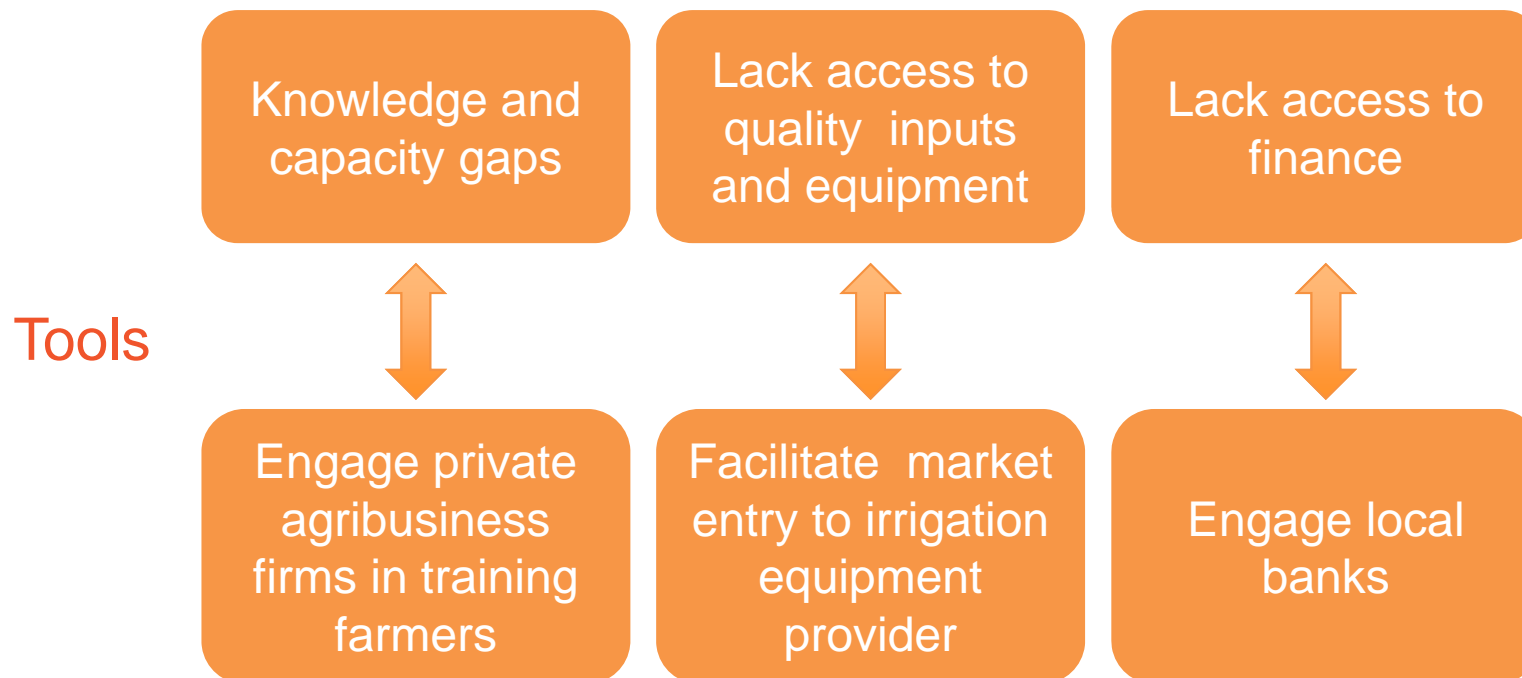 Knowledge and
capacity gaps
Lack access to
quality  inputs
and equipment
Lack access to
finance
Tools
Engage private
agribusiness
firms in training
farmers
Facilitate  market
entry to irrigation
equipment
provider
Engage local
banks